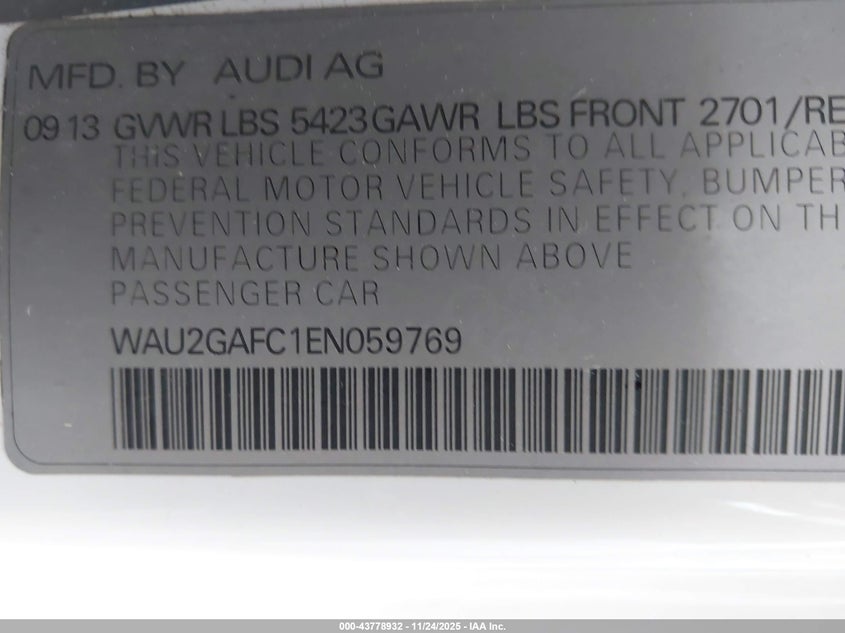 MFD. BY AUDI AG
09 13 GVWR LBS 5423 GAWR LBS FRONT 2701/RE
THIS VEHICLE CONFORMS TO ALL APPLICAB
FEDERAL MOTOR VEHICLE SAFETY, BUMPER
PREVENTION STANDARDS IN EFFECT ON TH
MANUFACTURE SHOWN ABOVE
PASSENGER CAR
WAU2GAFC1EN059769
000-43778932 - 11/24/2025 - IAA Inc.